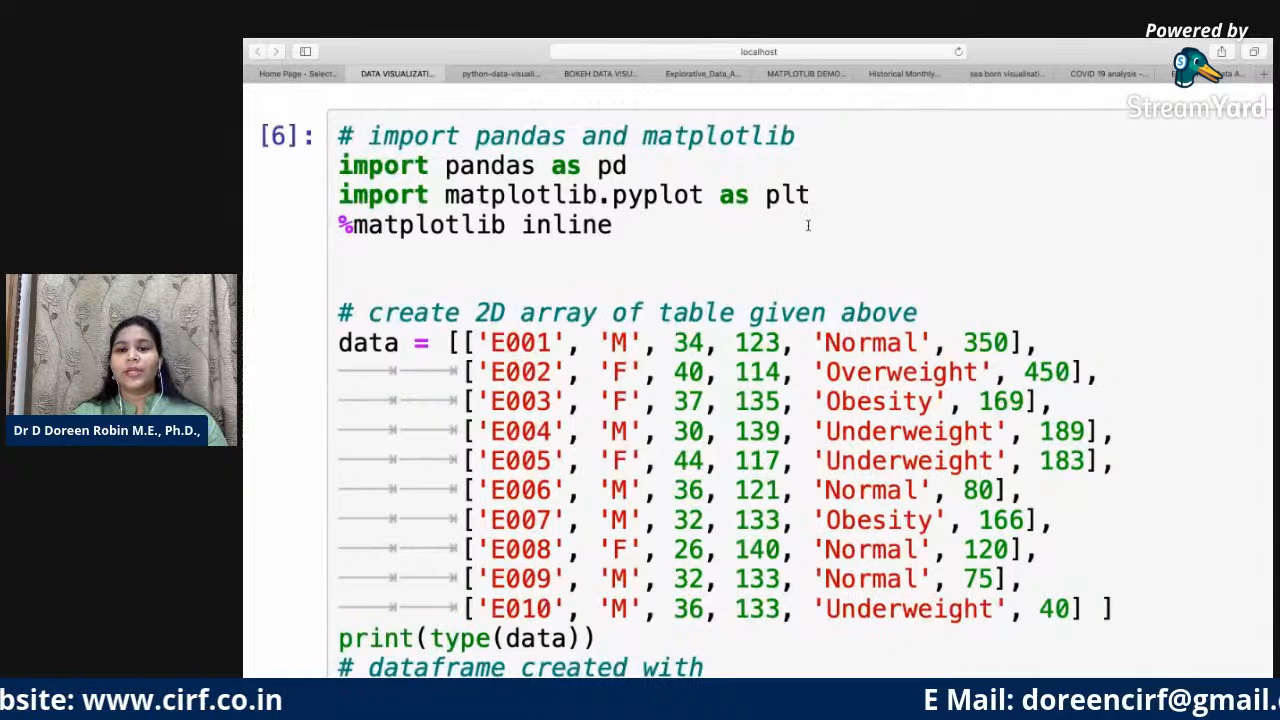 Powered by
StreamYard
localhost
Home Page - Select...
DATA VISUALIZATI...
python-data-visuali...
BOKEH DATA VISU...
Explorative_Data_A...
MATPLOTLIB DEMO...
Historical Monthly...
sea born visualisati...
COVID 19 analysis -...
[6]:
# import pandas and matplotlib
import pandas as pd
import matplotlib.pyplot as plt
%matplotlib inline
# create 2D array of table given above
data = [['E001', 'M', 34, 123, 'Normal', 350],
['E002', 'F', 40, 114, 'Overweight', 450],
['E003', 'F', 37, 135, 'Obesity', 169],
['E004', 'M', 30, 139, 'Underweight', 189],
['E005', 'F', 44, 117, 'Underweight', 183],
['E006', 'M', 36, 121, 'Normal', 80],
['E007', 'M', 32, 133, 'Obesity', 166],
['E008', 'F', 26, 140, 'Normal', 120],
['E009', 'M', 32, 133, 'Normal', 75],
['E010', 'M', 36, 133, 'Underweight', 40] ]
print(type(data))
# dataframe created with
Dr D Doreen Robin M.E., Ph.D.,
bsite: www.cirf.co.in
E Mail: doreencirf@gmail.